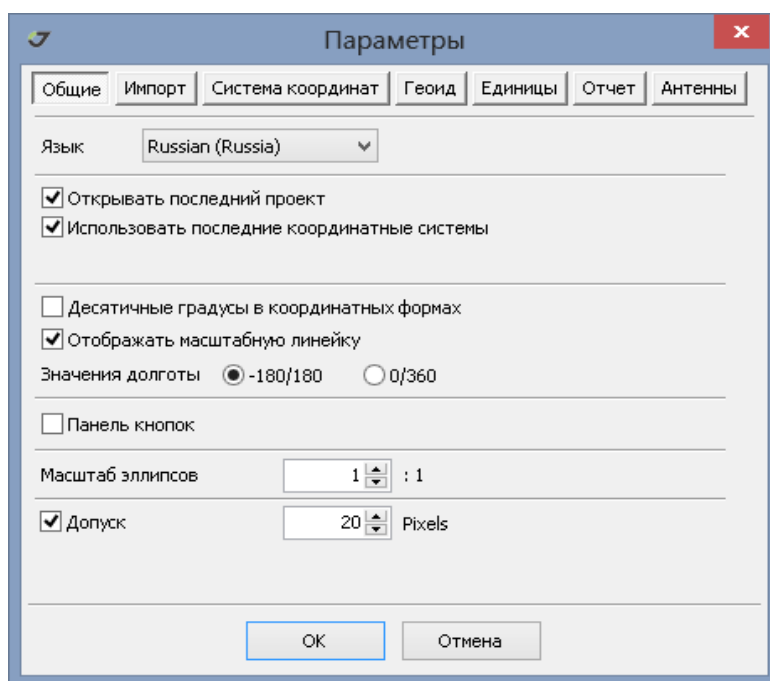 Параметры
Общие Импорт Система координат Геоид Единицы Отчет Антенны
Язык Russian (Russia)
Открывать последний проект
Использовать последние координатные системы
Десятичные градусы в координатных формах
Отображать масштабную линейку
Значения долготы -180/180 0/360
Панель кнопок
Масштаб эллипсов 1 : 1
Допуск 20 Pixels
OK Отмена